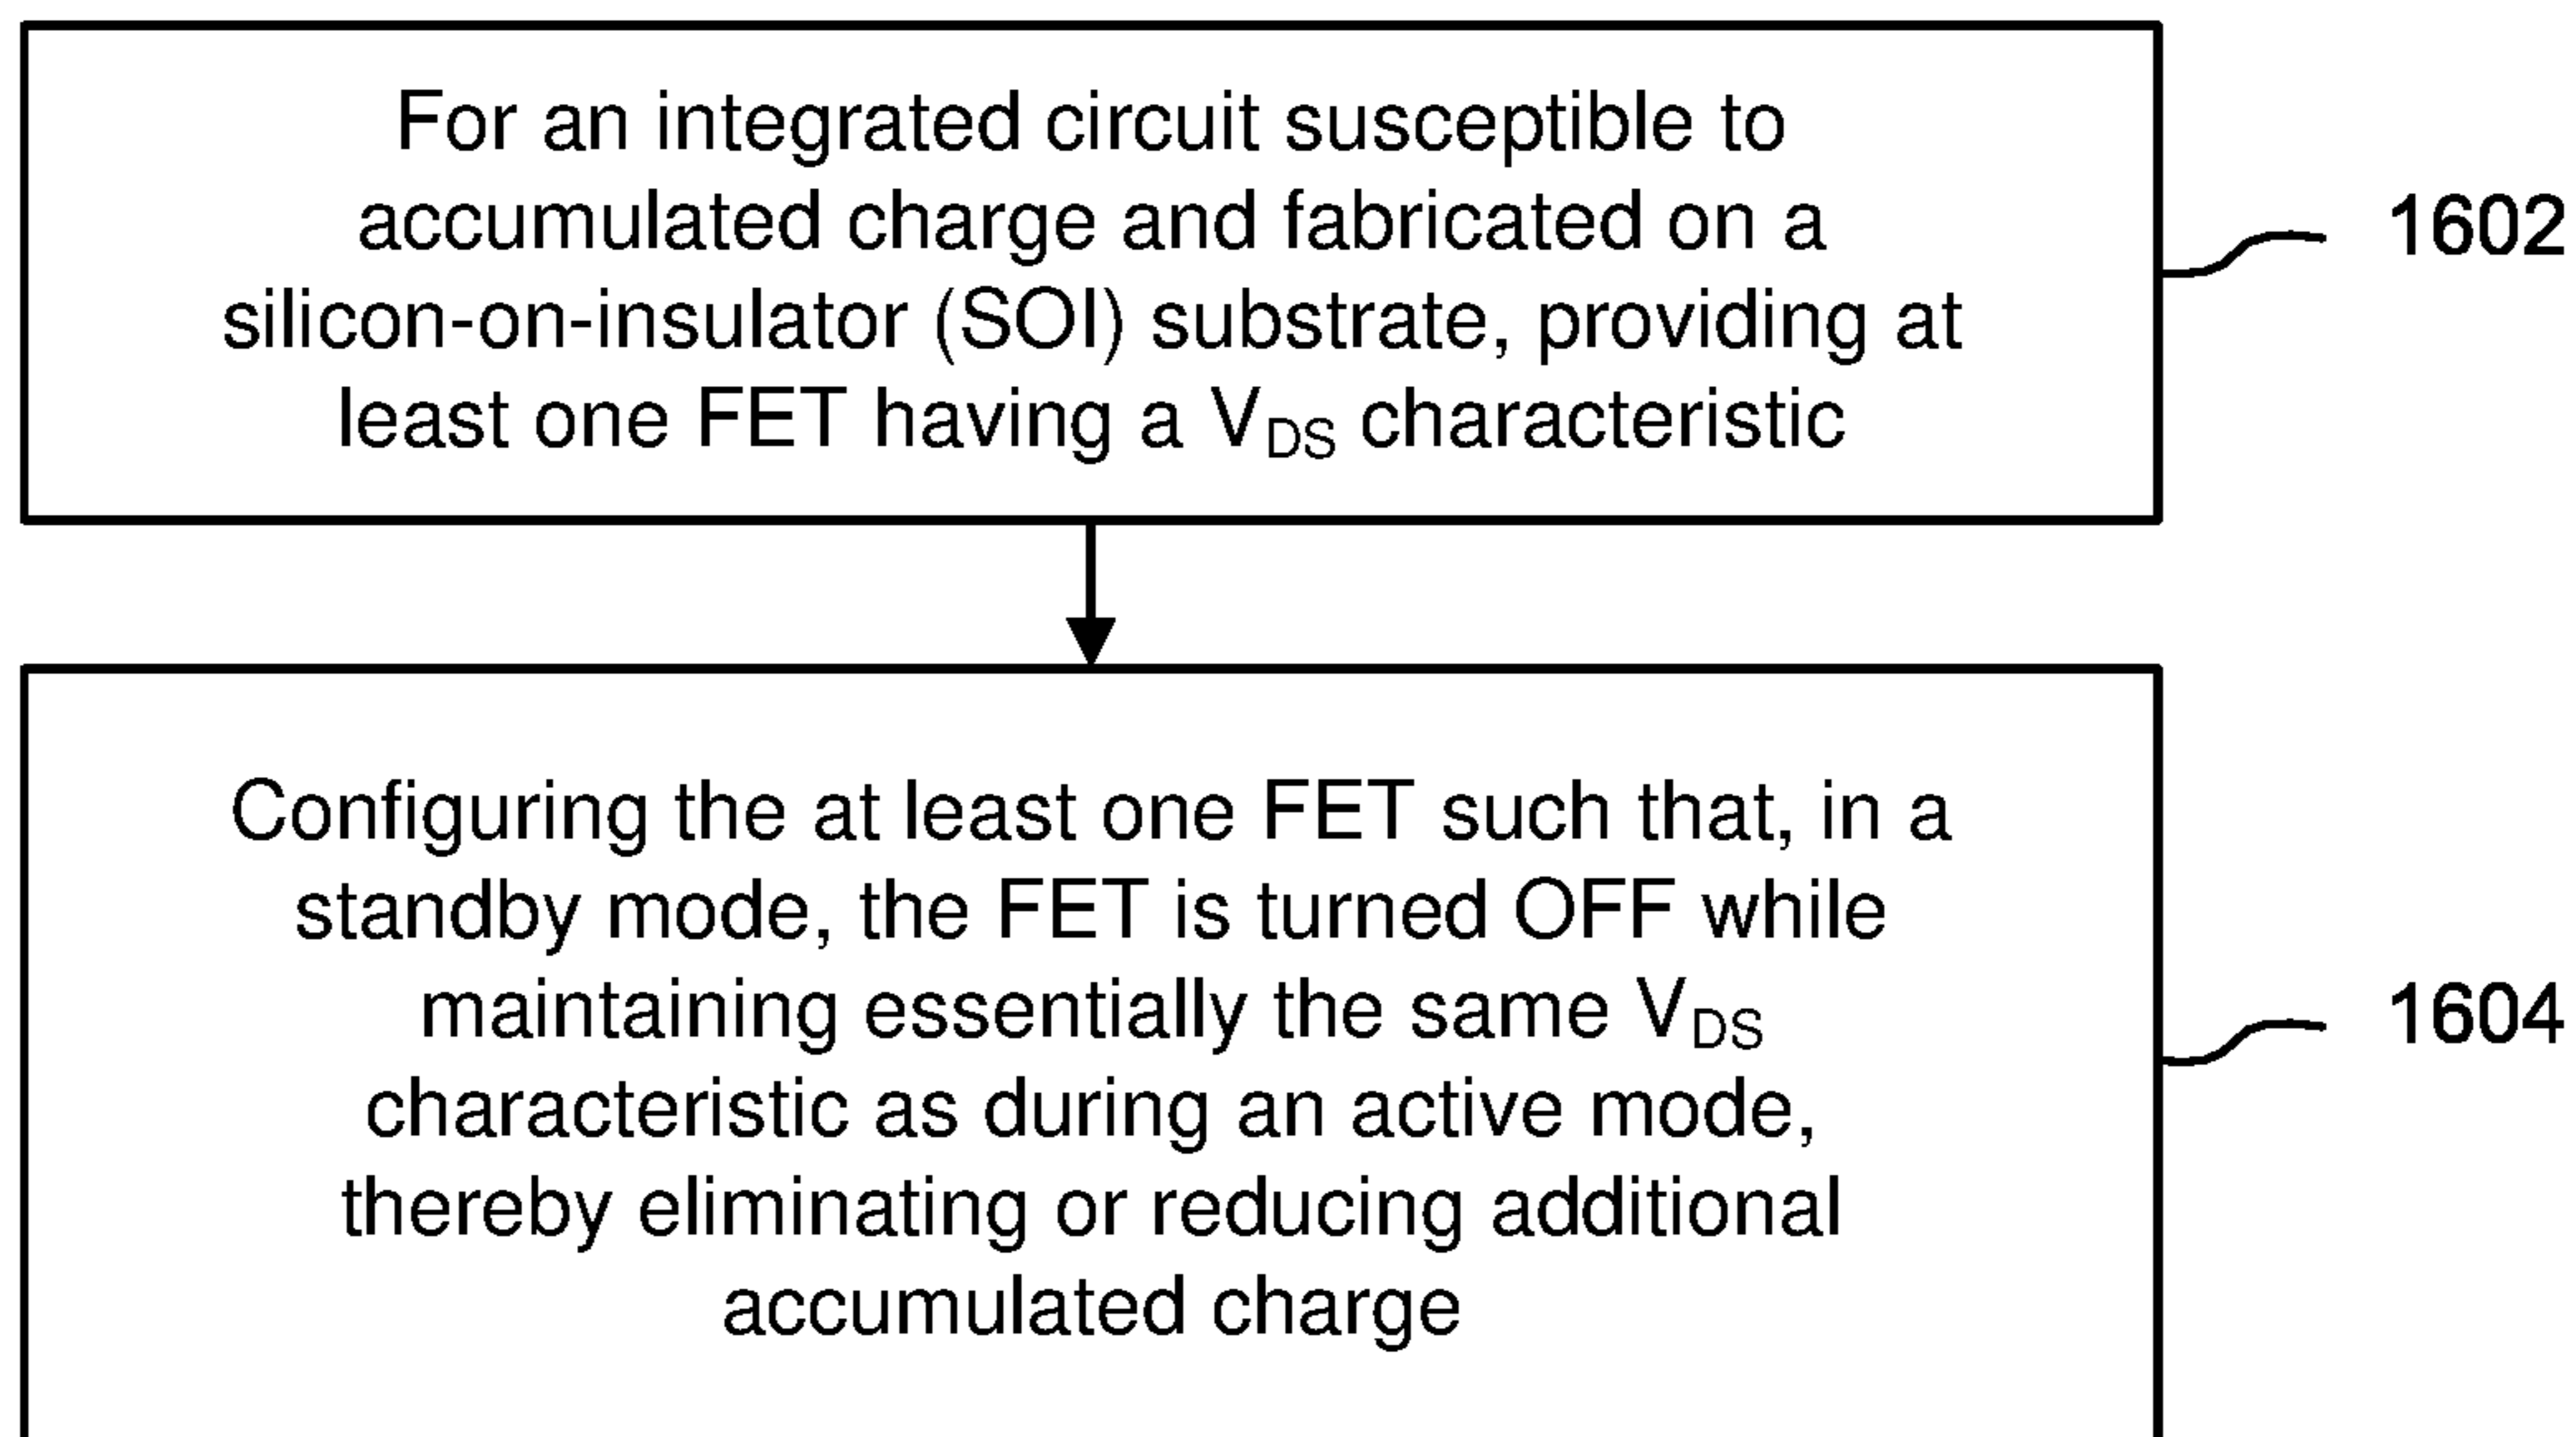 For an integrated circuit susceptible to
accumulated charge and fabricated on a
silicon-on-insulator (SOI) substrate, providing at
least one FET having a VDS characteristic
1602
Configuring the at least one FET such that, in a
standby mode, the FET is turned OFF while
maintaining essentially the same VDS
characteristic as during an active mode,
thereby eliminating or reducing additional
accumulated charge
1604